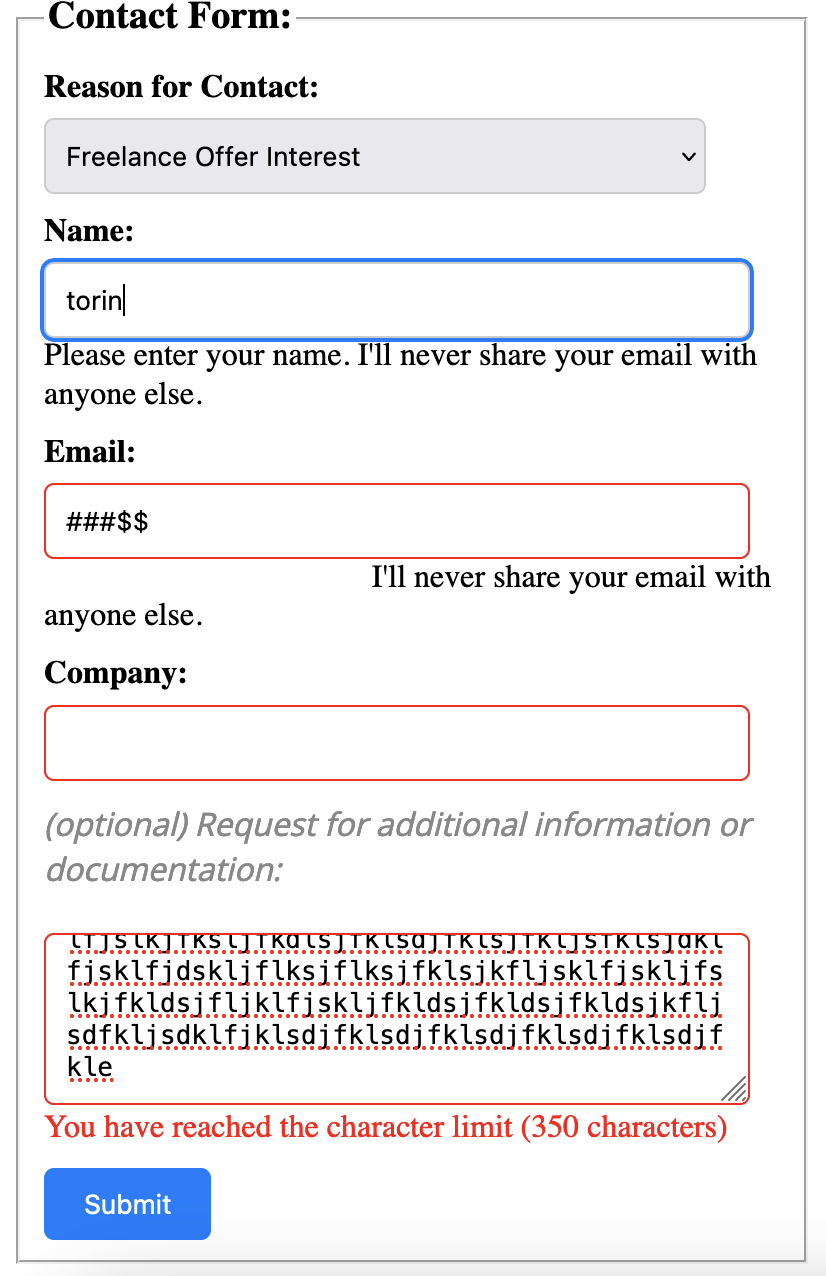 Contact Form:
Reason for Contact:
Freelance Offer Interest
Name:
torin
Please enter your name. I'll never share your email with
anyone else.
Email:
###$$
I'll never share your email with
anyone else.
Company:
(optional) Request for additional information or
documentation:
fjsklfjdskljflksjflksjfklsjkfljsklfjskljfs
lkjfkldsjfljklfjskljfkldsjfkldsjfkldsjkflj
sdfkljsdklfjklsdjfklsdjfklsdjfklsdjfklsdjf
kle
You have reached the character limit (350 characters)
Submit